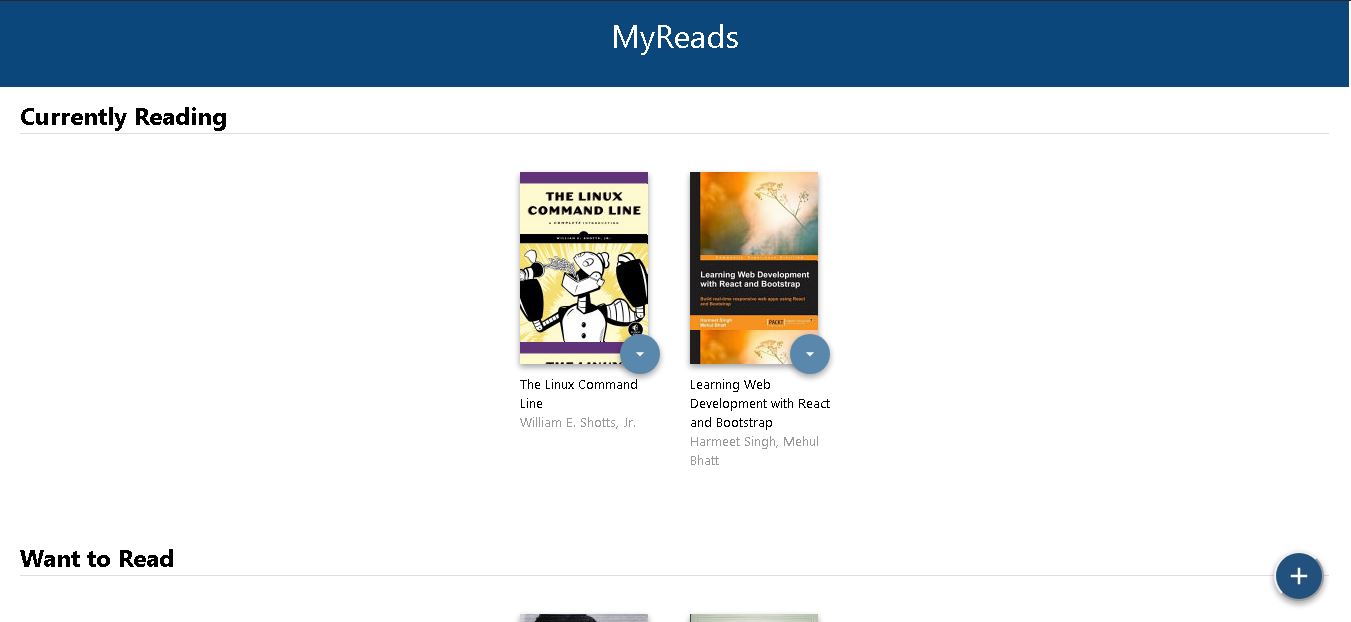 MyReads
Currently Reading
THE LINUX
COMMAND LINE
A COMPLETE INTRODUCTION
WILLIAM E. SHOTTS, JR.
Learning Web Development
with React and Bootstrap
Build real-time responsive web apps using React
and Bootstrap
Harmeet Singh
Mehul Bhatt
PACKT
The Linux Command
Line
William E. Shotts, Jr.
Learning Web
Development with React
and Bootstrap
Harmeet Singh, Mehul
Bhatt
Want to Read